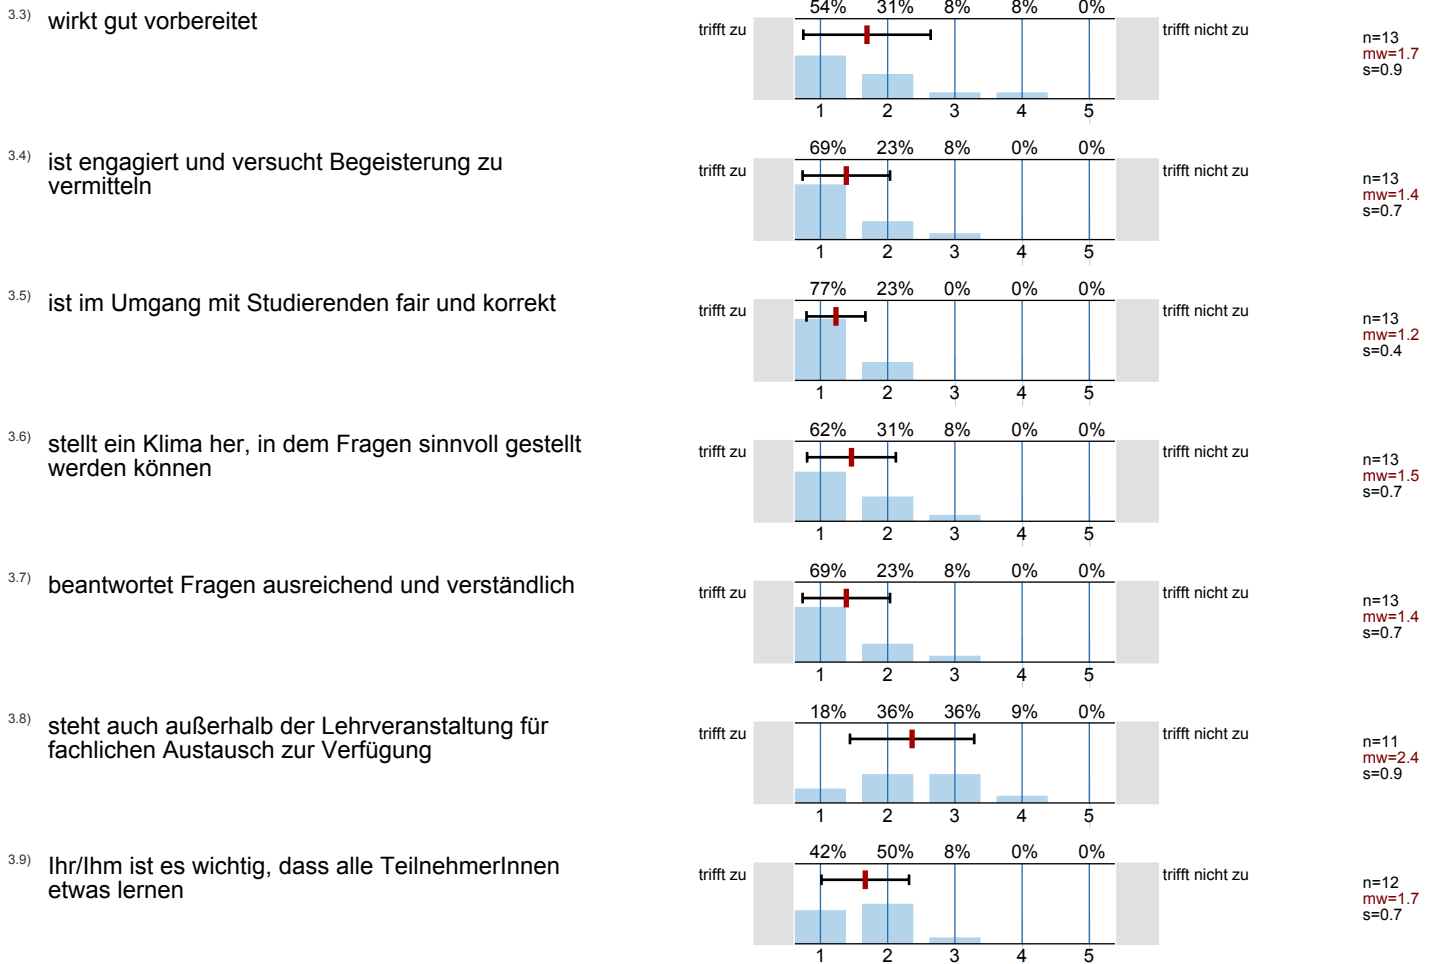 54% 31% 8% 8% 0%
3.3) wirkt gut vorbereitet
trifft zu
trifft nicht zu
n=13
mw=1.7
s=0.9
1 2 3 4 5
69% 23% 8% 0% 0%
3.4) ist engagiert und versucht Begeisterung zu
vermitteln
trifft zu
trifft nicht zu
n=13
mw=1.4
s=0.7
1 2 3 4 5
77% 23% 0% 0% 0%
3.5) ist im Umgang mit Studierenden fair und korrekt
trifft zu
trifft nicht zu
n=13
mw=1.2
s=0.4
1 2 3 4 5
62% 31% 8% 0% 0%
3.6) stellt ein Klima her, in dem Fragen sinnvoll gestellt
werden können
trifft zu
trifft nicht zu
n=13
mw=1.5
s=0.7
1 2 3 4 5
69% 23% 8% 0% 0%
3.7) beantwortet Fragen ausreichend und verständlich
trifft zu
trifft nicht zu
n=13
mw=1.4
s=0.7
1 2 3 4 5
18% 36% 36% 9% 0%
3.8) steht auch außerhalb der Lehrveranstaltung für
fachlichen Austausch zur Verfügung
trifft zu
trifft nicht zu
n=11
mw=2.4
s=0.9
1 2 3 4 5
42% 50% 8% 0% 0%
3.9) Ihr/Ihm ist es wichtig, dass alle TeilnehmerInnen
etwas lernen
trifft zu
trifft nicht zu
n=12
mw=1.7
s=0.7
1 2 3 4 5